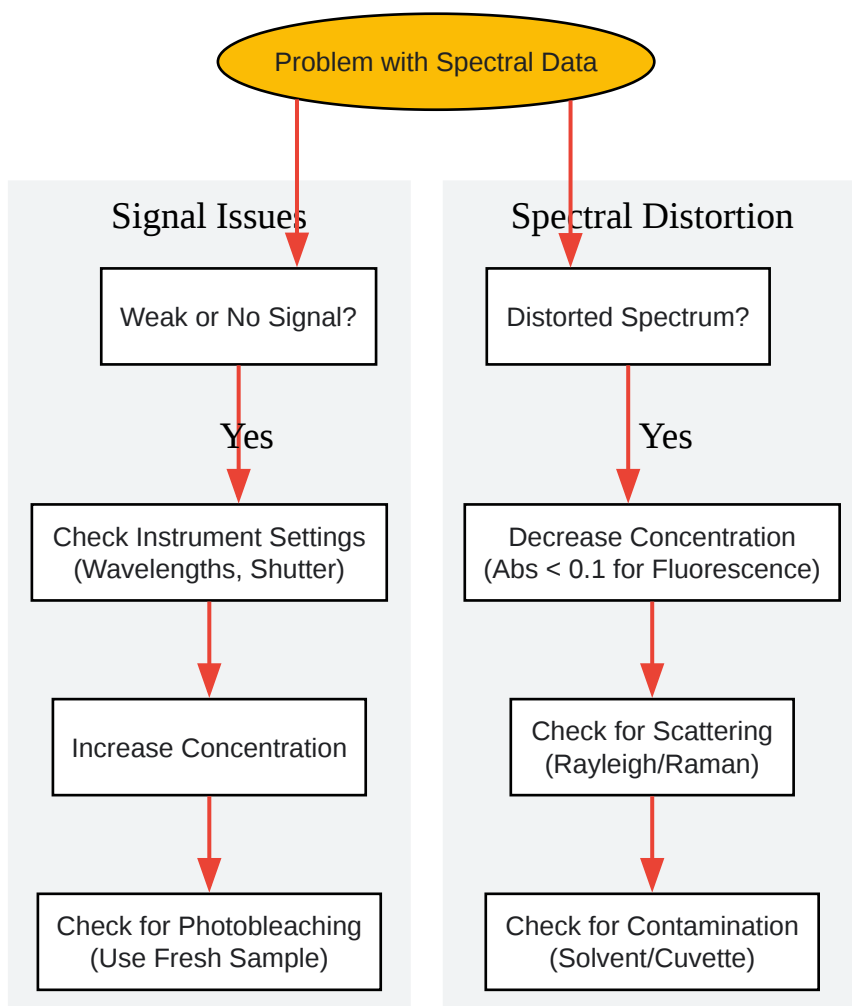 Problem with Spectral Data
Signal Issues
Weak or No Signal?
Yes
Check Instrument Settings
(Wavelengths, Shutter)
Increase Concentration
Check for Photobleaching
(Use Fresh Sample)
Spectral Distortion
Distorted Spectrum?
Yes
Decrease Concentration
(Abs < 0.1 for Fluorescence)
Check for Scattering
(Rayleigh/Raman)
Check for Contamination
(Solvent/Cuvette)